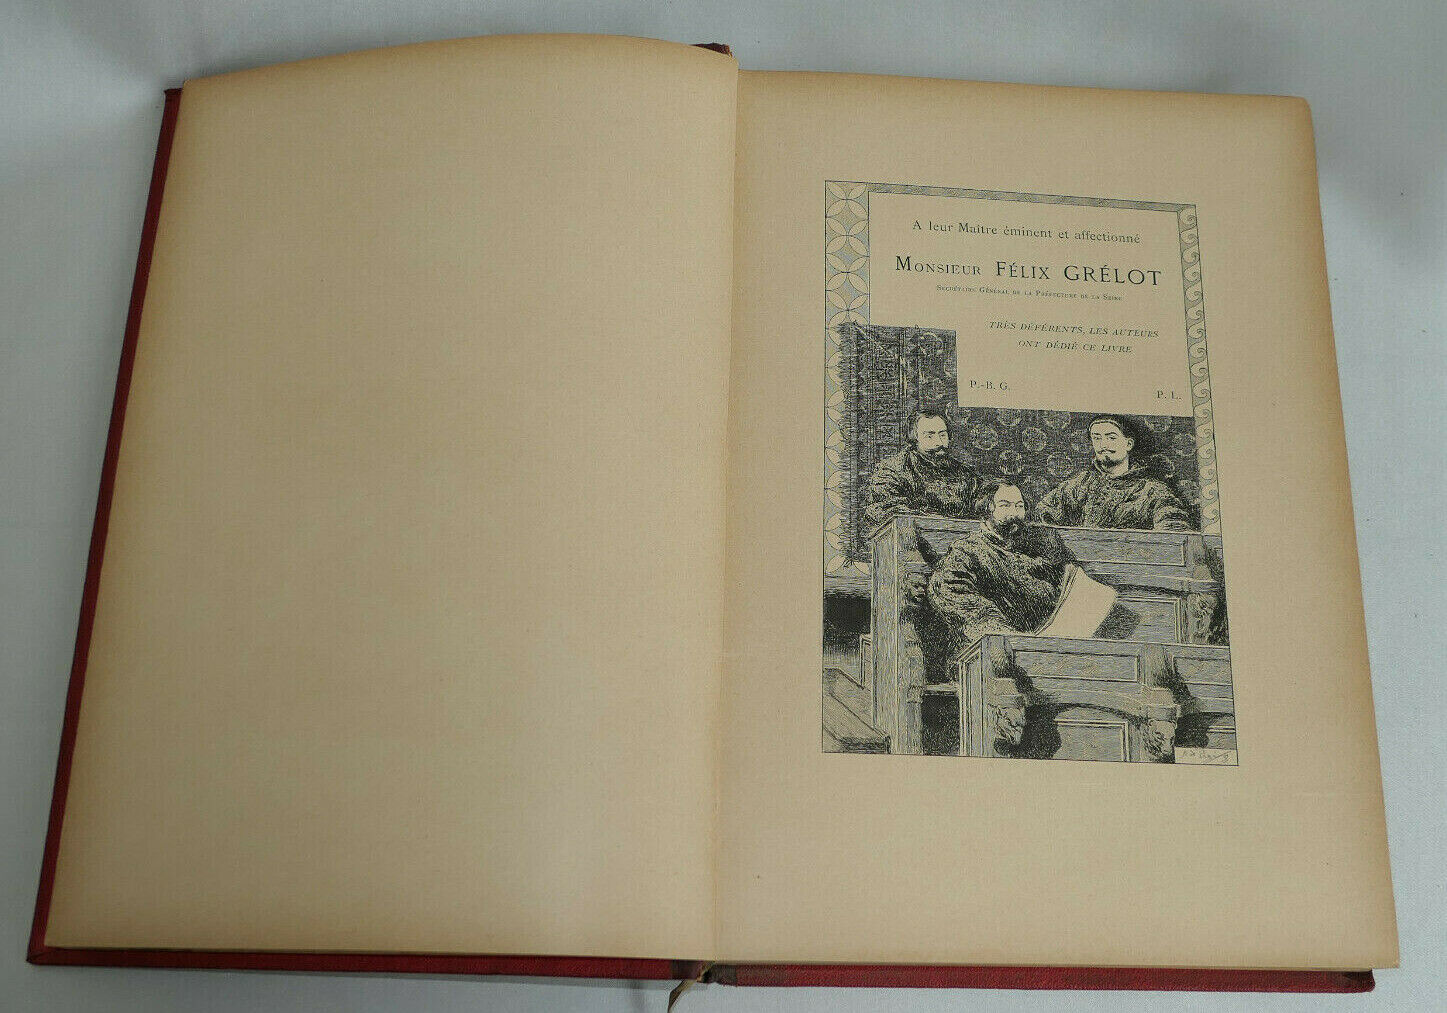 A leur Maître éminent et affectionné
MONSIEUR FÉLIX GRÉLOT
SECRÉTAIRE GÉNÉRAL DE LA PRÉFECTURE DE LA SEINE
TRÈS DÉFÉRENTS, LES AUTEURS
ONT DÉDIÉ CE LIVRE
P.-B. G.
P. L.